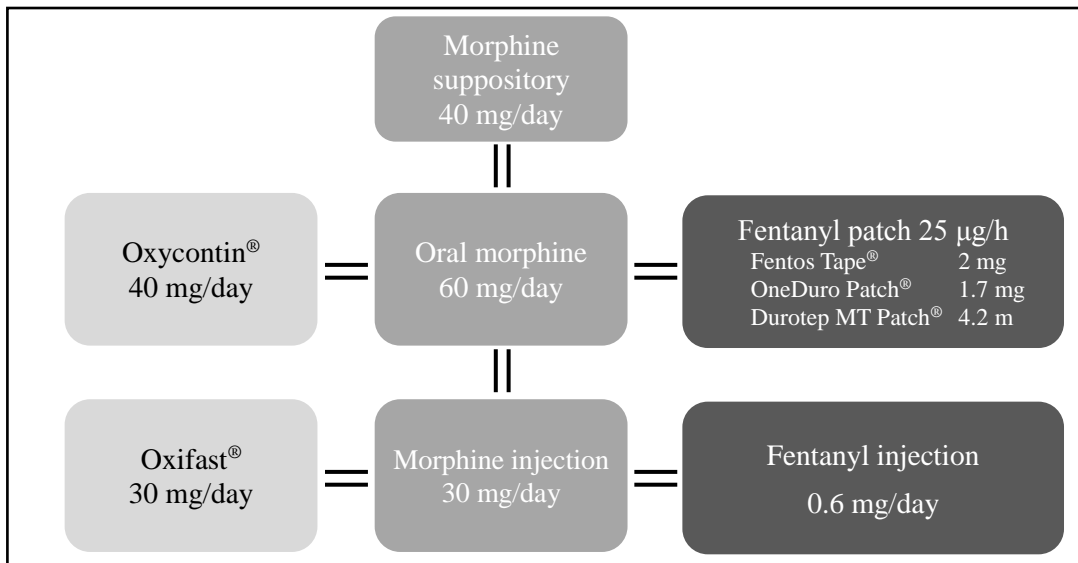 Morphine
suppository
40 mg/day
Oxycontin®
40 mg/day
Oral morphine
60 mg/day
Fentanyl patch 25 μg/h
Fentos Tape® 2 mg
OneDuro Patch® 1.7 mg
Durotep MT Patch® 4.2 m
Oxifast®
30 mg/day
Morphine injection
30 mg/day
Fentanyl injection
0.6 mg/day